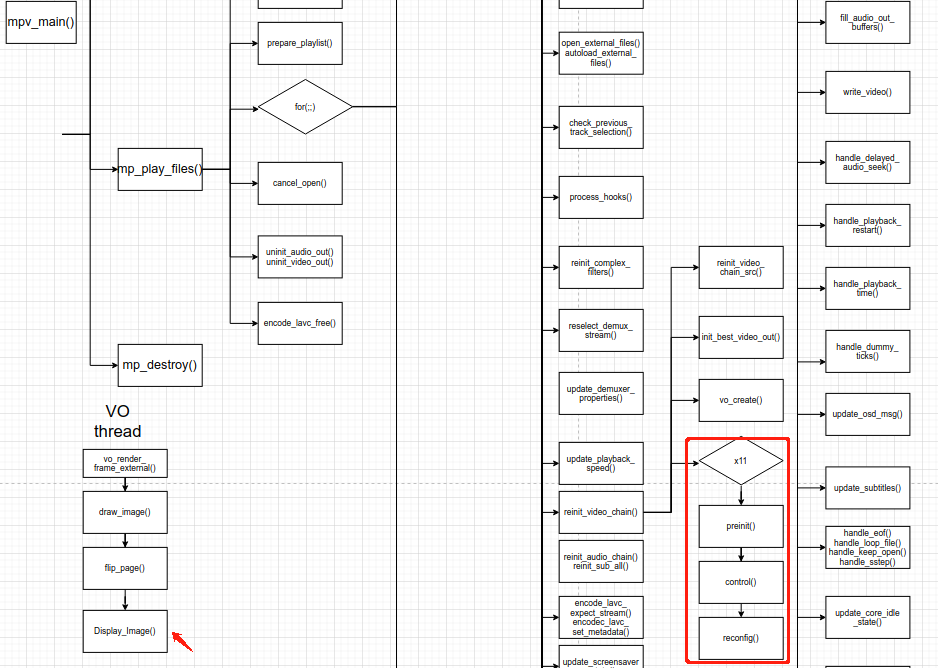 mpv_main()
prepare_playlist()
for(;;)
mp_play_files()
cancel_open()
uninit_audio_out()
uninit_video_out()
encode_lavc_free()
mp_destroy()
VO
thread
vo_render_
frame_external()
draw_image()
flip_page()
Display_Image()
open_external_files()
autoload_external_
files()
check_previous_
track_selection()
process_hooks()
reinit_complex_
filters()
reselect_demux_
stream()
update_demuxer_
properties()
update_playback_
speed()
reinit_video_chain()
reinit_audio_chain()
reinit_sub_all()
encode_lavc_
expect_stream()
encodec_lavc_
set_metadata()
update_screensaver
reinit_video_
chain_src()
init_best_video_out()
vo_create()
x11
preinit()
control()
reconfig()
fill_audio_out_
buffers()
write_video()
handle_delayed_
audio_seek()
handle_playback_
restart()
handle_playback_
time()
handle_dummy_
ticks()
update_osd_msg()
update_subtitles()
handle_eof()
handle_loop_file()
handle_keep_open()
handle_sstep()
update_core_idle
_state()